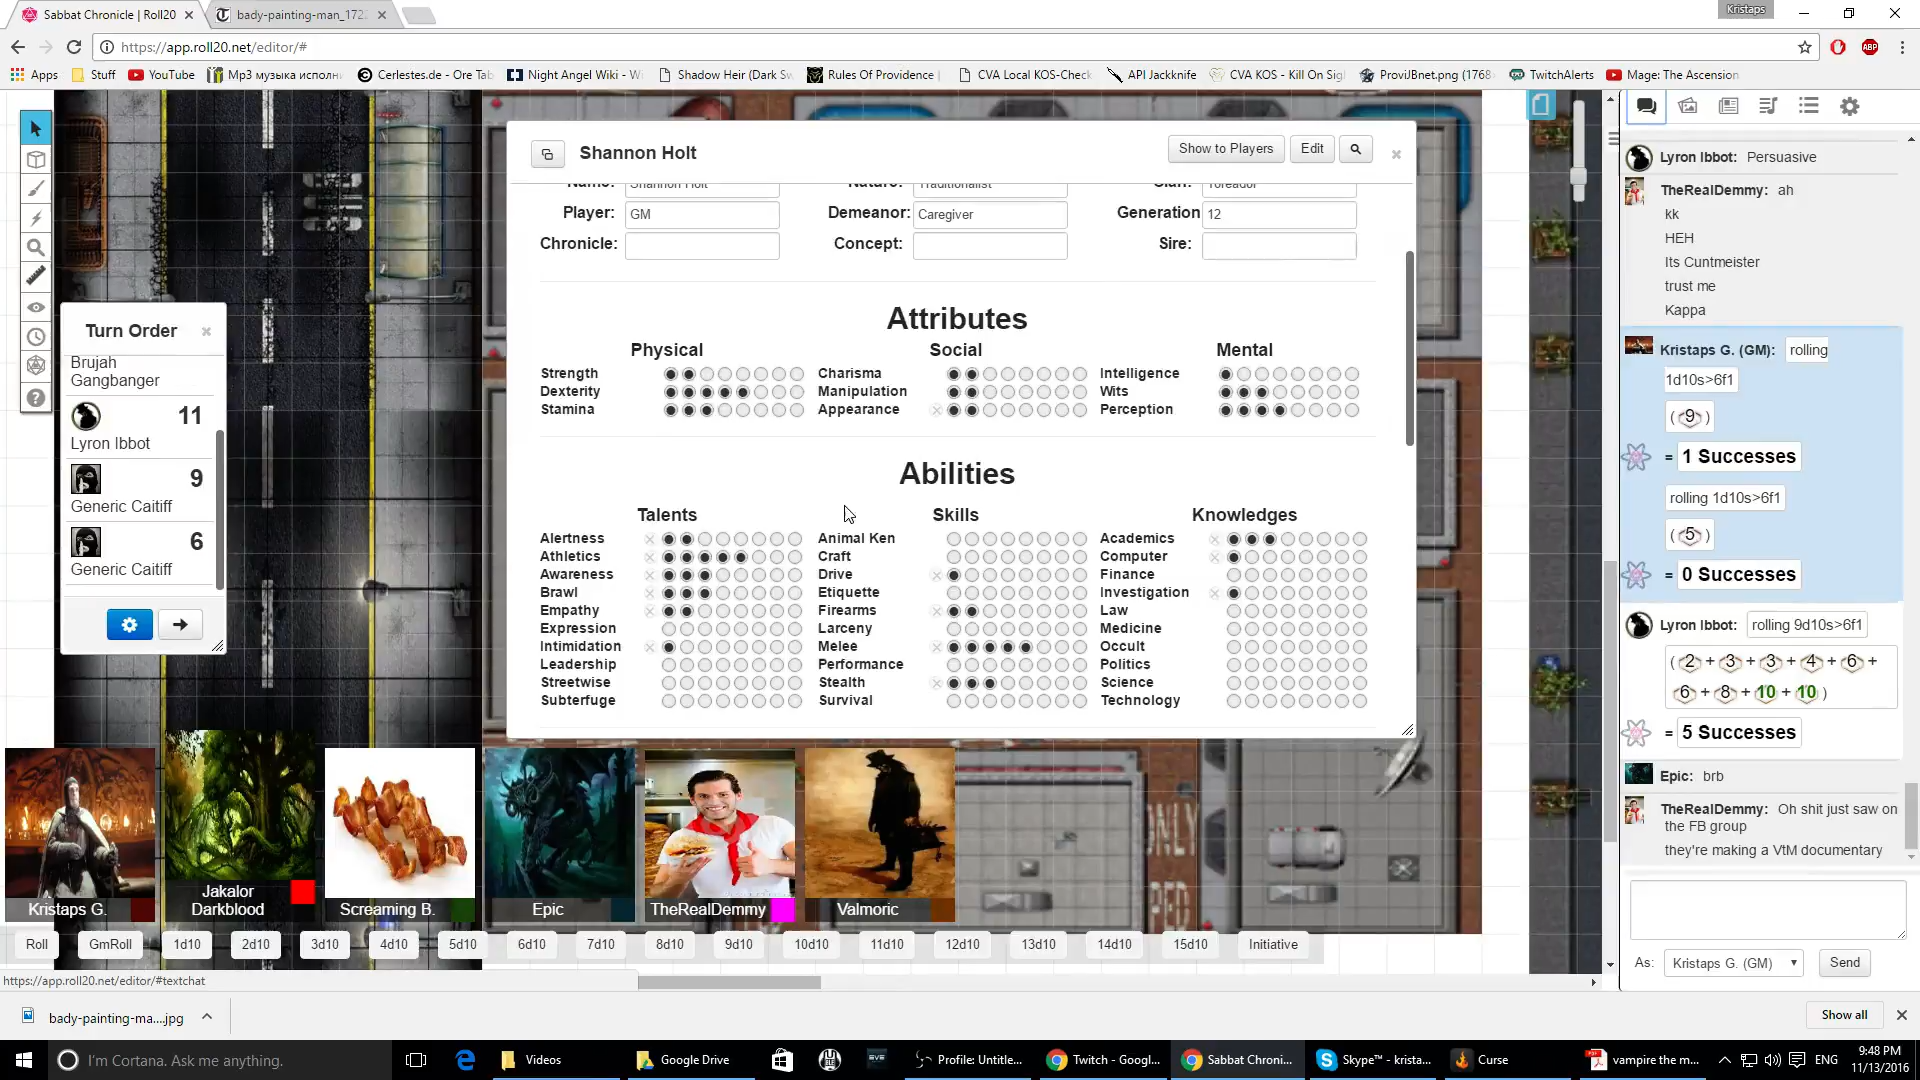 Sabbat Chronicle | Roll20
bady-painting-man_172
Kristaps
https://app.roll20.net/editor/#
Apps
Stuff
YouTube
Mp3 музыка исполни
Cerlestes.de - Ore Tab
Night Angel Wiki - Wi
Shadow Heir (Dark Sw
Rules Of Providence |
CVA Local KOS-Check
API Jackknife
CVA KOS - Kill On Sigl
ProviJBnet.png (1768
TwitchAlerts
Mage: The Ascension
Shannon Holt
Show to Players
Edit
Name: Shannon Holt
Nature: Traditionalist
Clan: Toreador
Player: GM
Demeanor: Caregiver
Generation 12
Chronicle:
Concept:
Sire:
Attributes
Physical
Social
Mental
Strength
Charisma
Intelligence
Dexterity
Manipulation
Wits
Stamina
Appearance
Perception
Abilities
Talents
Skills
Knowledges
Alertness
Animal Ken
Academics
Athletics
Craft
Computer
Awareness
Drive
Finance
Brawl
Etiquette
Investigation
Empathy
Firearms
Law
Expression
Larceny
Medicine
Intimidation
Melee
Occult
Leadership
Performance
Politics
Streetwise
Stealth
Science
Subterfuge
Survival
Technology
Turn Order
Brujah
Gangbanger
11
Lyron Ibbot
9
Generic Caitiff
6
Generic Caitiff
Lyron Ibbot: Persuasive
TheRealDemmy: ah
kk
HEH
Its Cuntmeister
trust me
Kappa
Kristaps G. (GM): rolling
1d10s>6f1
(9)
= 1 Successes
rolling 1d10s>6f1
(5)
= 0 Successes
Lyron Ibbot: rolling 9d10s>6f1
(2 + 3 + 3 + 4 + 6 +
6 + 8 + 10 + 10)
= 5 Successes
Epic: brb
TheRealDemmy: Oh shit just saw on
the FB group
they're making a VtM documentary
As: Kristaps G. (GM)
Send
ONLY
Kristaps G.
Jakalor
Darkblood
Screaming B.
Epic
TheRealDemmy
Valmoric
Roll
GmRoll
1d10
2d10
3d10
4d10
5d10
6d10
7d10
8d10
9d10
10d10
11d10
12d10
13d10
14d10
15d10
Initiative
https://app.roll20.net/editor/#textchat
bady-painting-ma....jpg
Show all
I'm Cortana. Ask me anything.
Videos
Google Drive
Profile: Untitle...
Twitch - Googl...
Sabbat Chroni...
Skype™ - krista...
Curse
vampire the m...
ENG
9:48 PM
11/13/2016